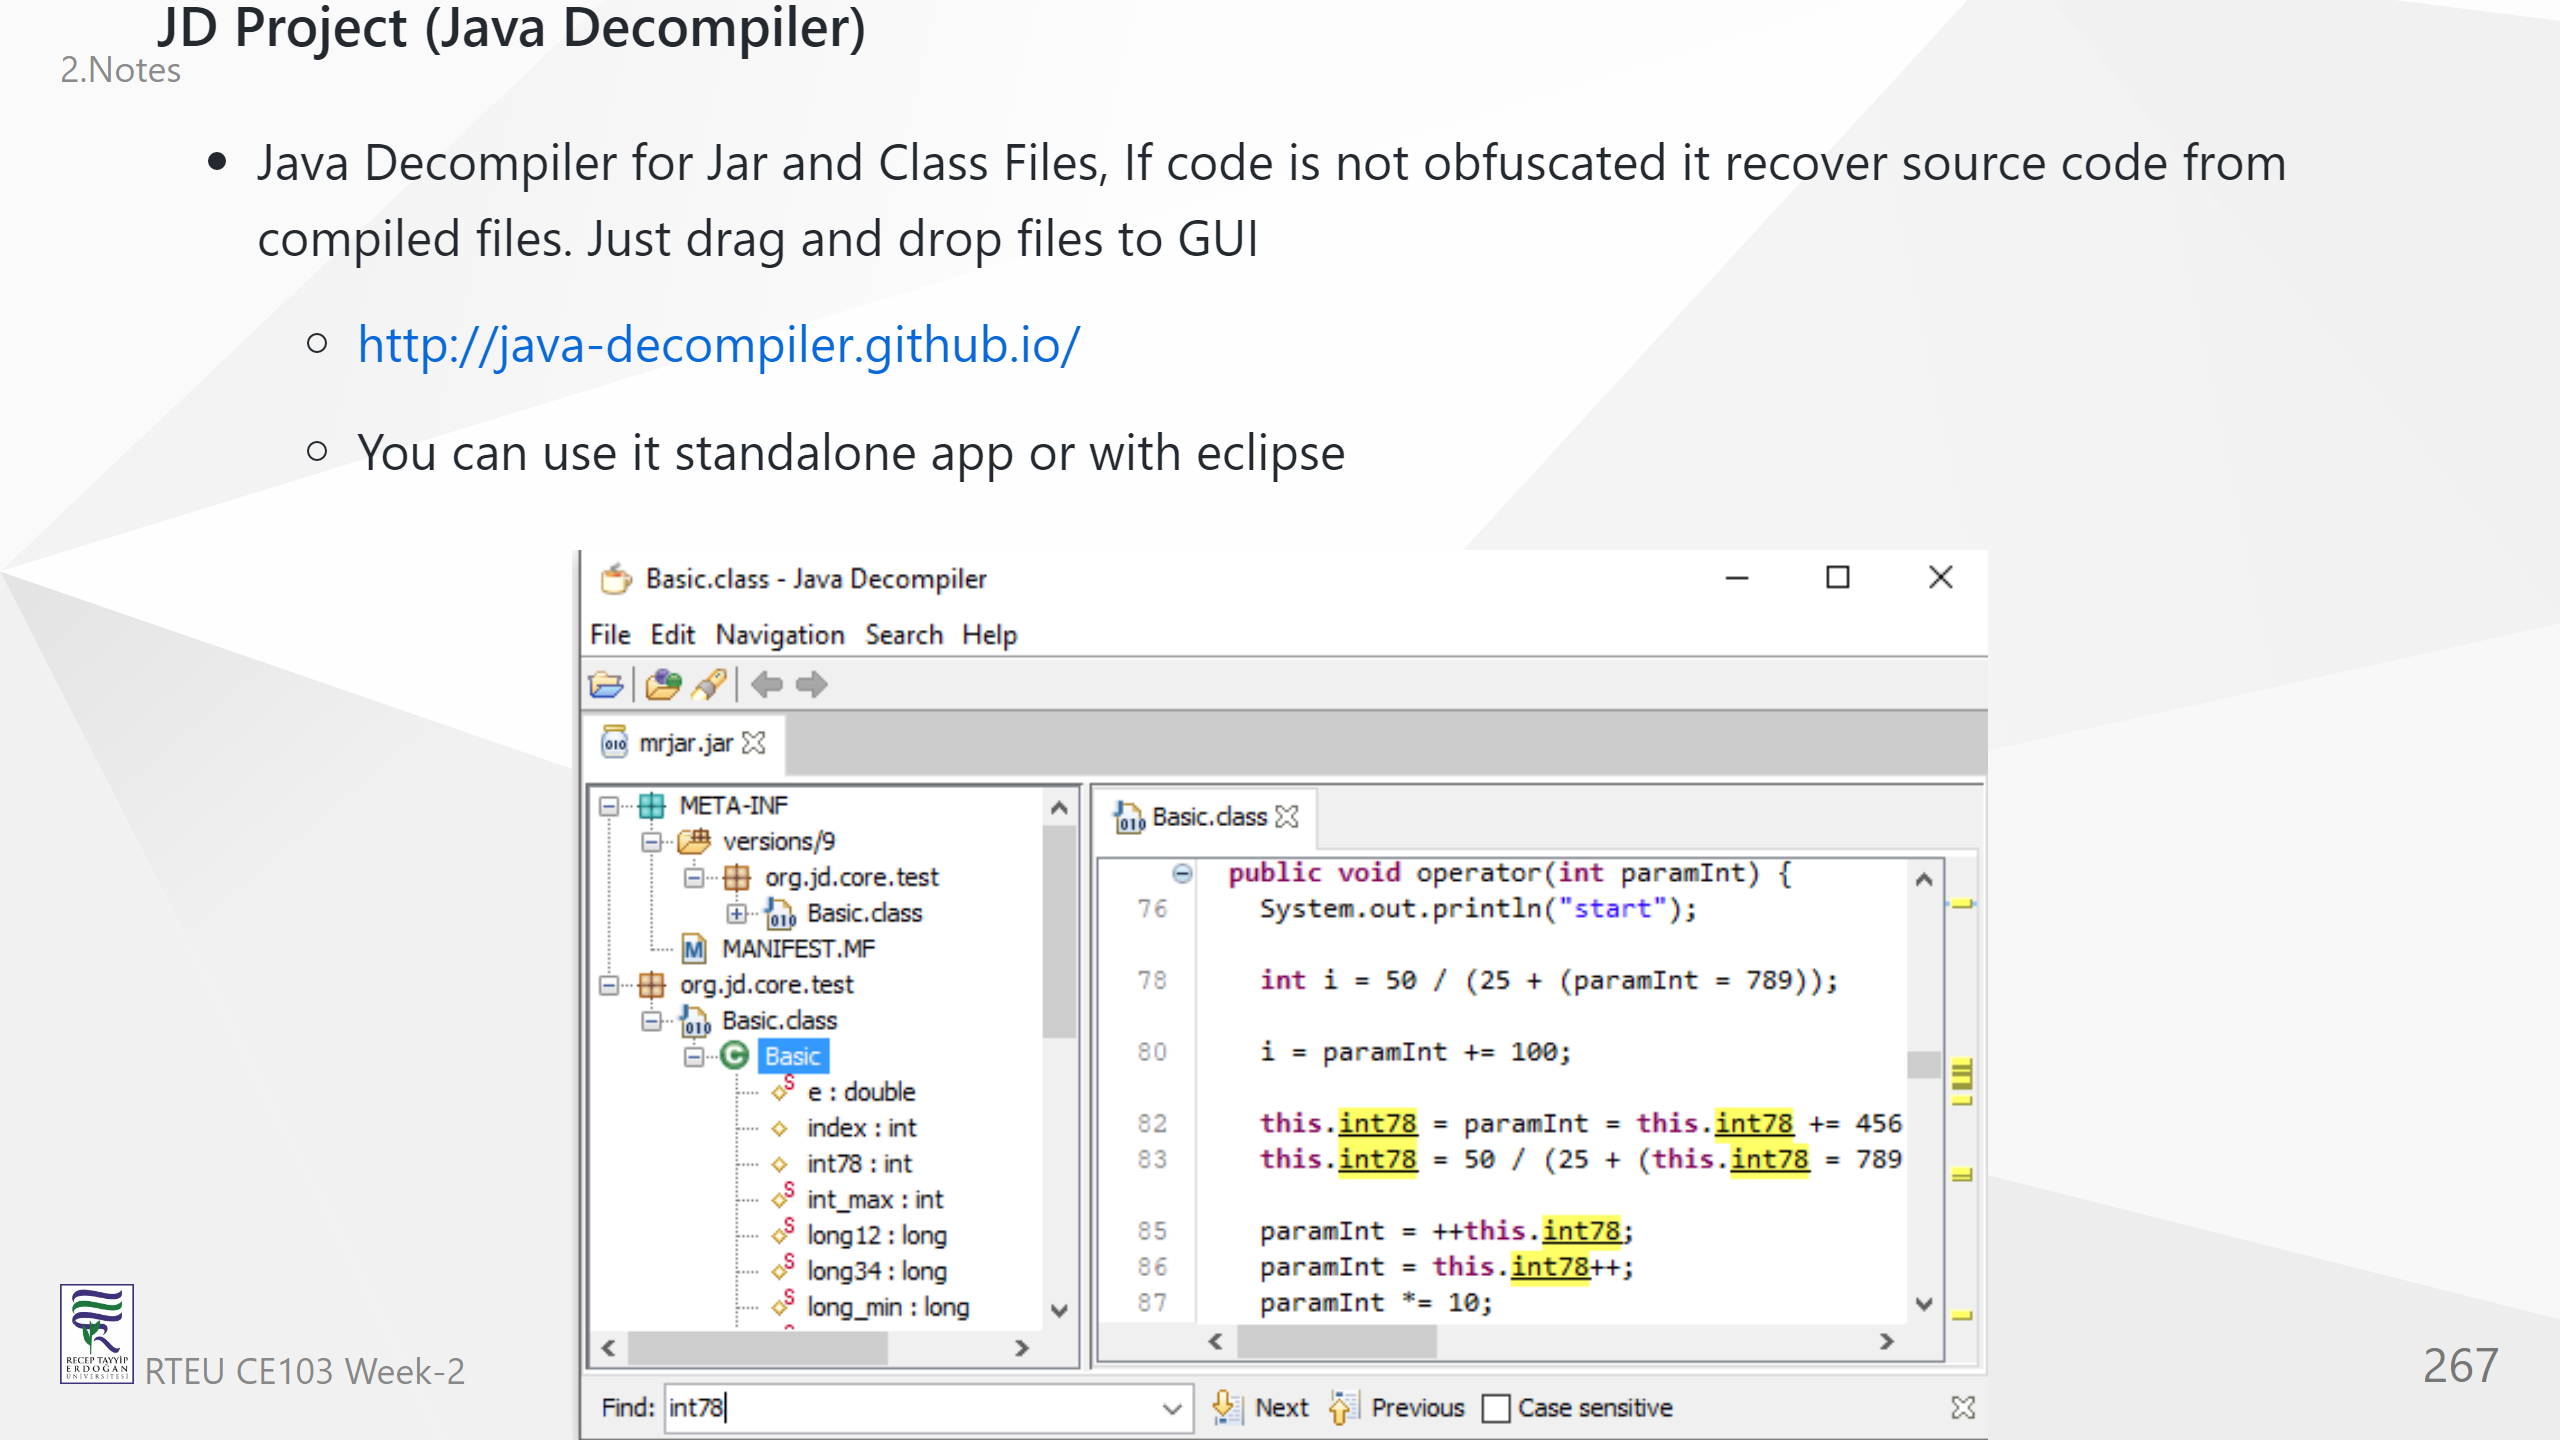 JD Project (Java Decompiler)
2.Notes
• Java Decompiler for Jar and Class Files, If code is not obfuscated it recover source code from
compiled files. Just drag and drop files to GUI
○ http://java-decompiler.github.io/
○ You can use it standalone app or with eclipse
Basic.class - Java Decompiler
File Edit Navigation Search Help
mrjar.jar
META-INF
versions/9
org.jd.core.test
Basic.class
MANIFEST.MF
org.jd.core.test
Basic.class
Basic
e : double
index : int
int78 : int
int_max : int
long12 : long
long34 : long
long_min : long
Basic.class
public void operator(int paramInt) {
76 System.out.println("start");
78 int i = 50 / (25 + (paramInt = 789));
80 i = paramInt += 100;
82 this.int78 = paramInt = this.int78 += 456
83 this.int78 = 50 / (25 + (this.int78 = 789
85 paramInt = ++this.int78;
86 paramInt = this.int78++;
87 paramInt *= 10;
Find: int78 Next Previous Case sensitive
RECEP TAYYİP
ERDOĞAN
ÜNİVERSİTESİ
RTEU CE103 Week-2
267